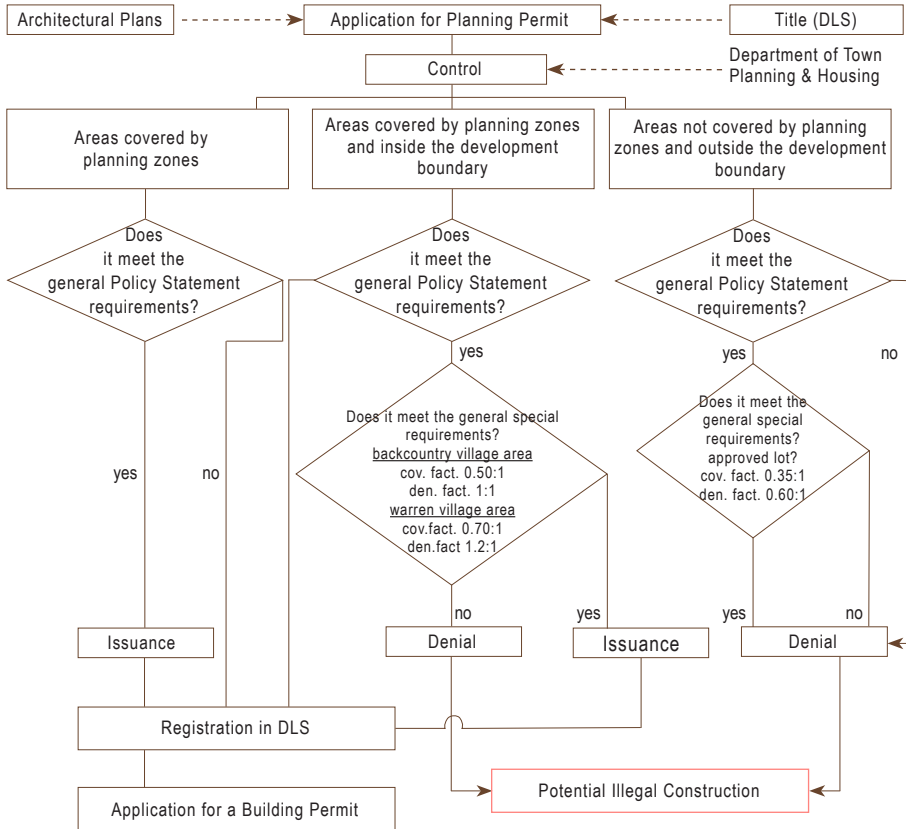 Architectural Plans
Application for Planning Permit
Title (DLS)
Control
Department of Town
Planning & Housing
Areas covered by
planning zones
Areas covered by planning zones
and inside the development
boundary
Areas not covered by planning
zones and outside the development
boundary
Does
it meet the
general Policy Statement
requirements?
Does
it meet the
general Policy Statement
requirements?
Does
it meet the
general Policy Statement
requirements?
yes
no
yes
yes
no
Does it meet the general special
requirements?
backcountry village area
cov. fact. 0.50:1
den. fact. 1:1
warren village area
cov.fact. 0.70:1
den.fact 1.2:1
Does it meet the
general special
requirements?
approved lot?
cov. fact. 0.35:1
den. fact. 0.60:1
no
yes
yes
no
Issuance
Denial
Issuance
Denial
Registration in DLS
Potential Illegal Construction
Application for a Building Permit